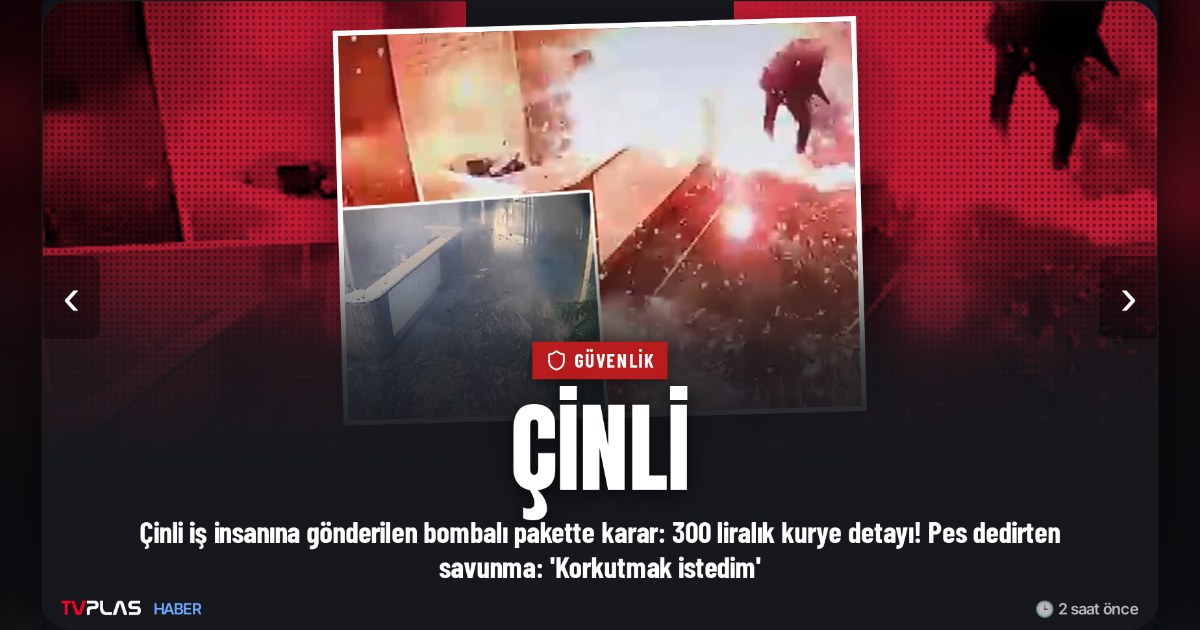 GÜVENLİK
ÇİNLİ
Çinli iş insanına gönderilen bombalı pakette karar: 300 liralık kurye detayı! Pes dedirten
savunma: 'Korkutmak istedim'
TVPLAS HABER
2 saat önce